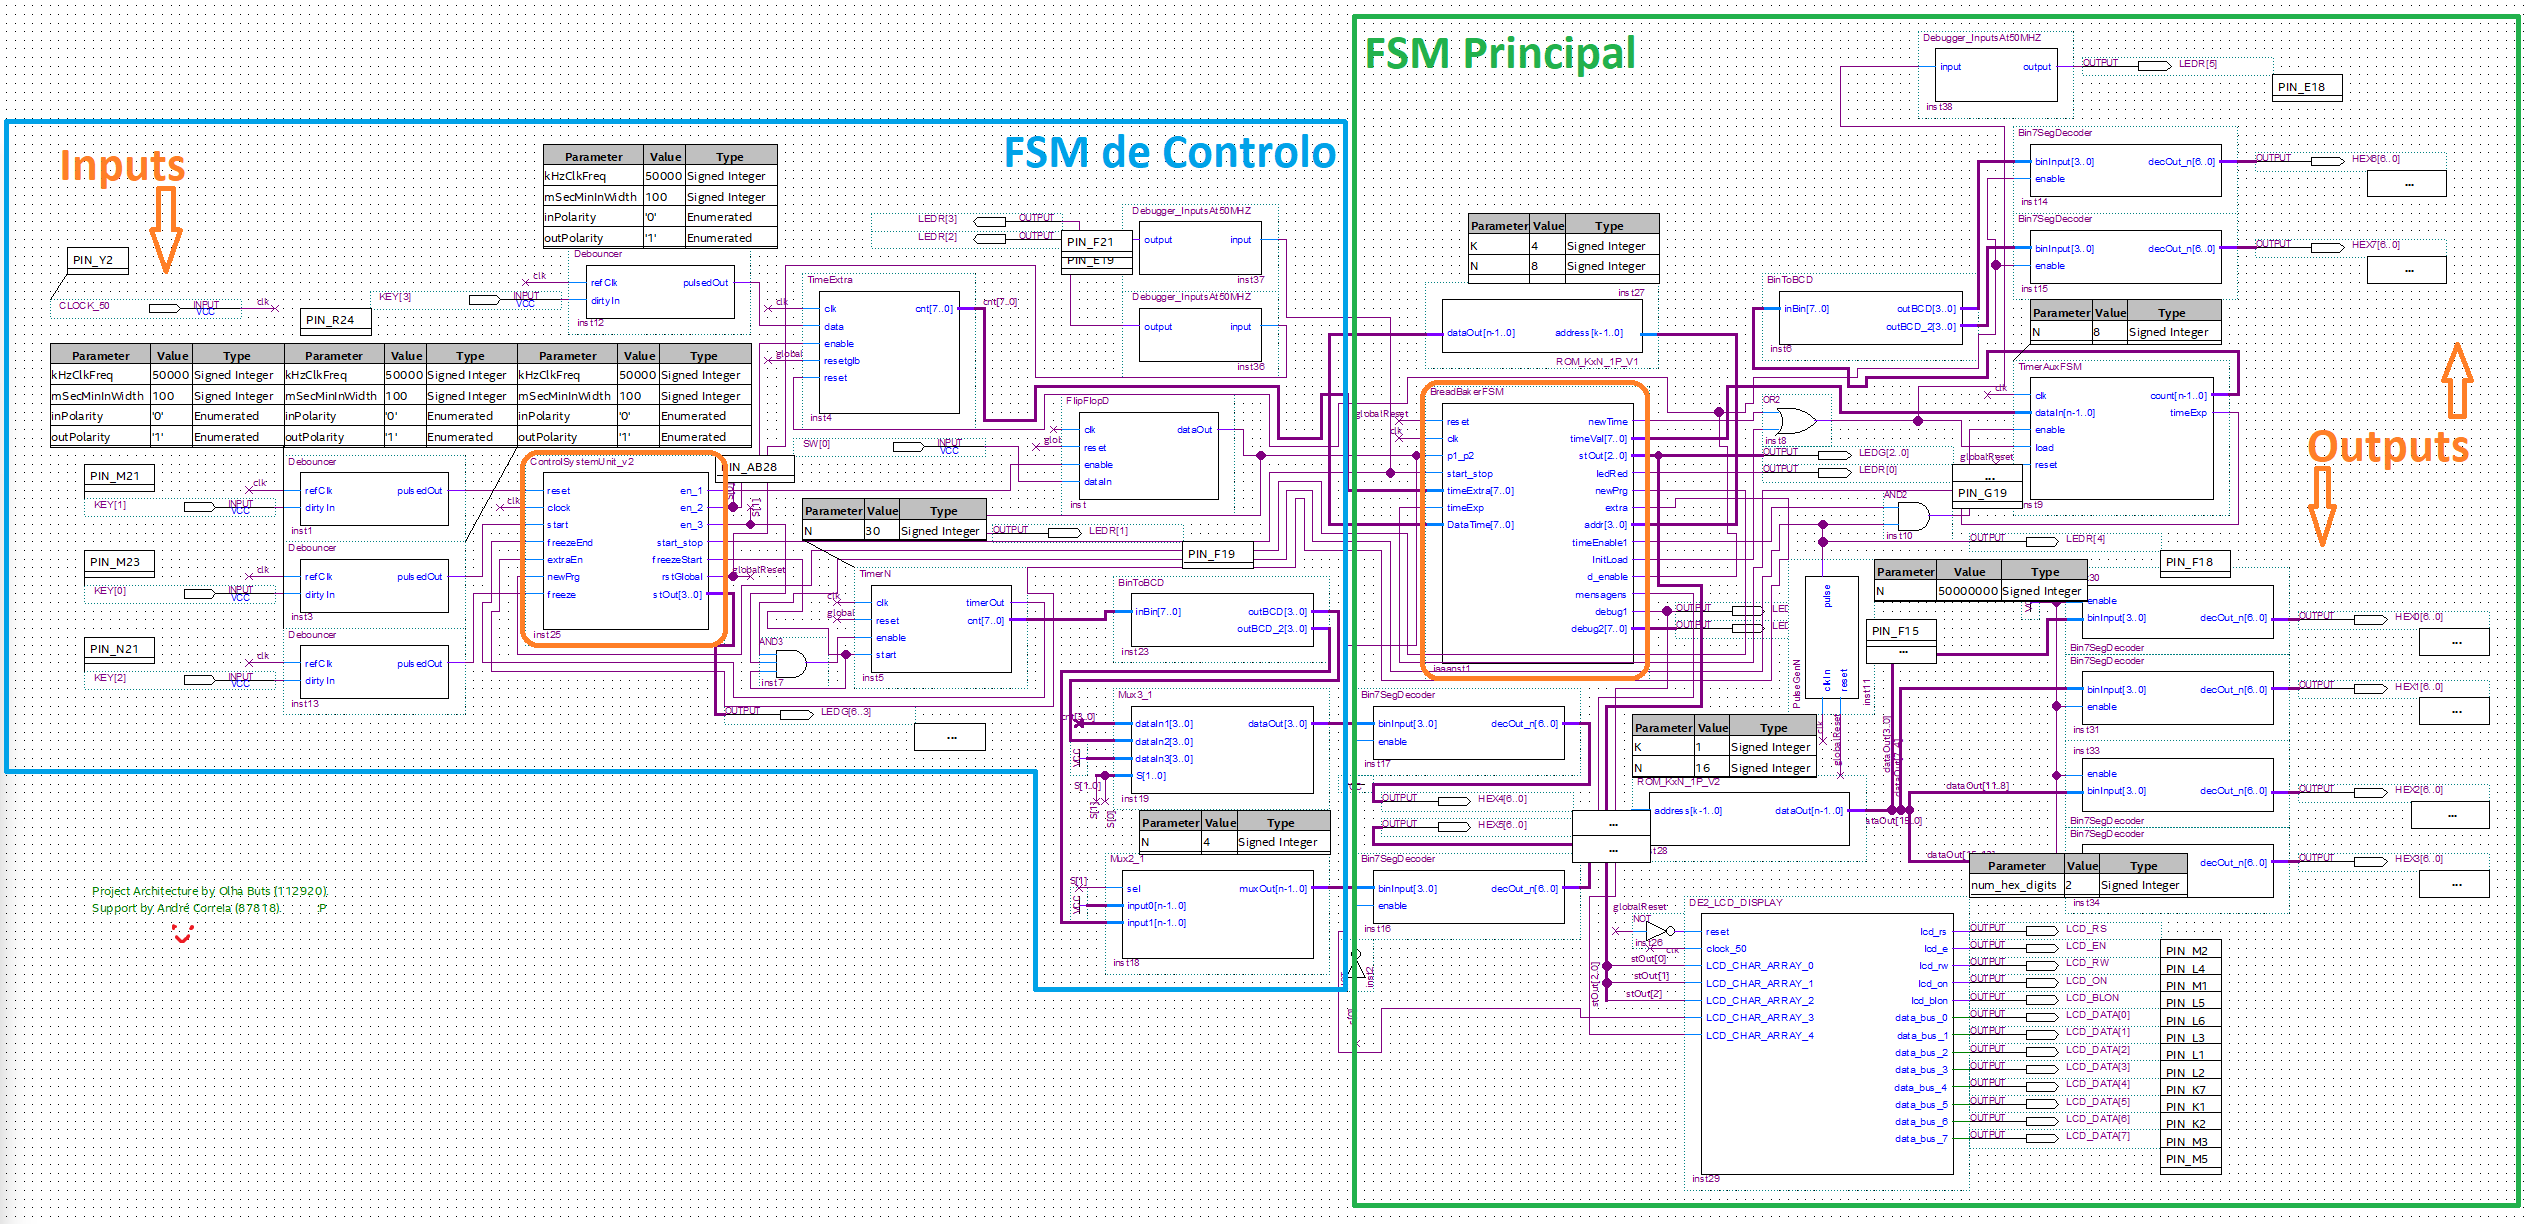 FSM Principal
FSM de Controlo
Inputs
Outputs
Parameter Value Type
kHzClkFreq 50000 Signed Integer
mSecMinInWidth 100 Signed Integer
inPolarity '0' Enumerated
outPolarity '1' Enumerated
Debouncer
refClk
dirtyIn
pulsedOut
inst12
PIN_Y2
CLOCK_50
INPUT
VCC
clk
KEY[3]
INPUT
VCC
clk
PIN_R24
Parameter Value Type Parameter Value Type Parameter Value Type
kHzClkFreq 50000 Signed Integer kHzClkFreq 50000 Signed Integer kHzClkFreq 50000 Signed Integer
mSecMinInWidth 100 Signed Integer mSecMinInWidth 100 Signed Integer mSecMinInWidth 100 Signed Integer
inPolarity '0' Enumerated inPolarity '0' Enumerated inPolarity '0' Enumerated
outPolarity '1' Enumerated outPolarity '1' Enumerated outPolarity '1' Enumerated
PIN_M21
KEY[1]
INPUT
VCC
clk
Debouncer
refClk
dirtyIn
pulsedOut
inst1
PIN_M23
KEY[0]
INPUT
VCC
clk
Debouncer
refClk
dirtyIn
pulsedOut
inst3
PIN_N21
KEY[2]
INPUT
VCC
clk
Debouncer
refClk
dirtyIn
pulsedOut
inst13
ControlSystemUnit_v2
reset
clock
start
freezeEnd
extraEn
newPrg
freeze
en_1
en_2
en_3
start_stop
freezeStart
rstGlobal
stOut[3..0]
inst25
clk
globalReset
TimeExtra
clk
data
enable
resetglb
reset
cnt[7..0]
inst4
cnt[7..0]
LEDR[3]
OUTPUT
LEDR[2]
OUTPUT
PIN_F21
PIN_E19
Debugger_InputsAt50MHZ
output
input
inst37
Debugger_InputsAt50MHZ
output
input
inst36
FlipFlopD
clk
reset
enable
dataIn
dataOut
inst
SW[0]
INPUT
VCC
PIN_AB28
Parameter Value Type
N 30 Signed Integer
OUTPUT
LEDR[1]
PIN_F19
TimerN
clk
reset
enable
start
timerOut
cnt[7..0]
inst5
AND3
inst7
OUTPUT
LEDG[6..3]
...
BinToBCD
inBin[7..0]
outBCD[3..0]
outBCD_2[3..0]
inst23
Mux3_1
dataIn1[3..0]
dataIn2[3..0]
dataIn3[3..0]
S[1..0]
dataOut[3..0]
inst19
S[1..0]
S[1]
S[0]
VCC
Parameter Value Type
N 4 Signed Integer
Mux2_1
sel
input0[n-1..0]
input1[n-1..0]
muxOut[n-1..0]
inst18
S[1]
VCC
Project Architecture by Olha Buts (112920).
Support by André Correia (87818). :P
Parameter Value Type
K 4 Signed Integer
N 8 Signed Integer
inst27
dataOut[n-1..0]
address[k-1..0]
ROM_KxN_1P_V1
BreadBakerFSM
reset
clk
p1_p2
start_stop
timeExtra[7..0]
timeExp
DataTime[7..0]
newTime
timeVal[7..0]
stOut[2..0]
ledRed
newPrg
extra
addr[3..0]
timeEnable1
InitLoad
d_enable
mensagens
debug1
debug2[7..0]
globalReset
clk
Debugger_InputsAt50MHZ
input
output
inst38
OUTPUT
LEDR[5]
PIN_E18
Bin7SegDecoder
binInput[3..0]
enable
decOut_n[6..0]
inst14
OUTPUT
HEX6[6..0]
...
Bin7SegDecoder
binInput[3..0]
enable
decOut_n[6..0]
inst15
OUTPUT
HEX7[6..0]
...
BinToBCD
inBin[7..0]
outBCD[3..0]
outBCD_2[3..0]
inst6
Parameter Value Type
N 8 Signed Integer
TimerAuxFSM
clk
dataIn[n-1..0]
enable
load
reset
count[n-1..0]
timeExp
inst9
clk
globalReset
OR2
inst8
OUTPUT
LEDG[2..0]
OUTPUT
LEDR[0]
...
PIN_G19
AND2
inst10
OUTPUT
LEDR[4]
PIN_F18
PulseGenN
pulse
clkIn
reset
inst11
globalReset
Parameter Value Type
N 50000000 Signed Integer
PIN_F15
...
enable
binInput[3..0]
decOut_n[6..0]
Bin7SegDecoder
OUTPUT
HEX0[6..0]
...
Bin7SegDecoder
binInput[3..0]
enable
decOut_n[6..0]
inst31
OUTPUT
HEX1[6..0]
...
inst33
enable
binInput[3..0]
decOut_n[6..0]
Bin7SegDecoder
dataOut[11..8]
OUTPUT
HEX2[6..0]
...
Bin7SegDecoder
decOut_n[6..0]
inst34
OUTPUT
HEX3[6..0]
...
Parameter Value Type
num_hex_digits 2 Signed Integer
Bin7SegDecoder
binInput[3..0]
enable
decOut_n[6..0]
inst17
OUTPUT
HEX4[6..0]
OUTPUT
HEX5[6..0]
...
...
Bin7SegDecoder
binInput[3..0]
enable
decOut_n[6..0]
inst16
Parameter Value Type
K 1 Signed Integer
N 16 Signed Integer
ROM_KxN_1P_V2
address[k-1..0]
dataOut[n-1..0]
DE2_LCD_DISPLAY
reset
clock_50
LCD_CHAR_ARRAY_0
LCD_CHAR_ARRAY_1
LCD_CHAR_ARRAY_2
LCD_CHAR_ARRAY_3
LCD_CHAR_ARRAY_4
lcd_rs
lcd_e
lcd_rw
lcd_on
lcd_blon
data_bus_0
data_bus_1
data_bus_2
data_bus_3
data_bus_4
data_bus_5
data_bus_6
data_bus_7
inst29
globalReset
NOT
inst26
clk
stOut[0]
stOut[1]
stOut[2]
stOut[2..0]
OUTPUT LCD_RS
OUTPUT LCD_EN
OUTPUT LCD_RW
OUTPUT LCD_ON
OUTPUT LCD_BLON
OUTPUT LCD_DATA[0]
OUTPUT LCD_DATA[1]
OUTPUT LCD_DATA[2]
OUTPUT LCD_DATA[3]
OUTPUT LCD_DATA[4]
OUTPUT LCD_DATA[5]
OUTPUT LCD_DATA[6]
OUTPUT LCD_DATA[7]
PIN_M2
PIN_L4
PIN_M1
PIN_L5
PIN_L6
PIN_L3
PIN_L1
PIN_L2
PIN_K7
PIN_K1
PIN_K2
PIN_M3
PIN_M5